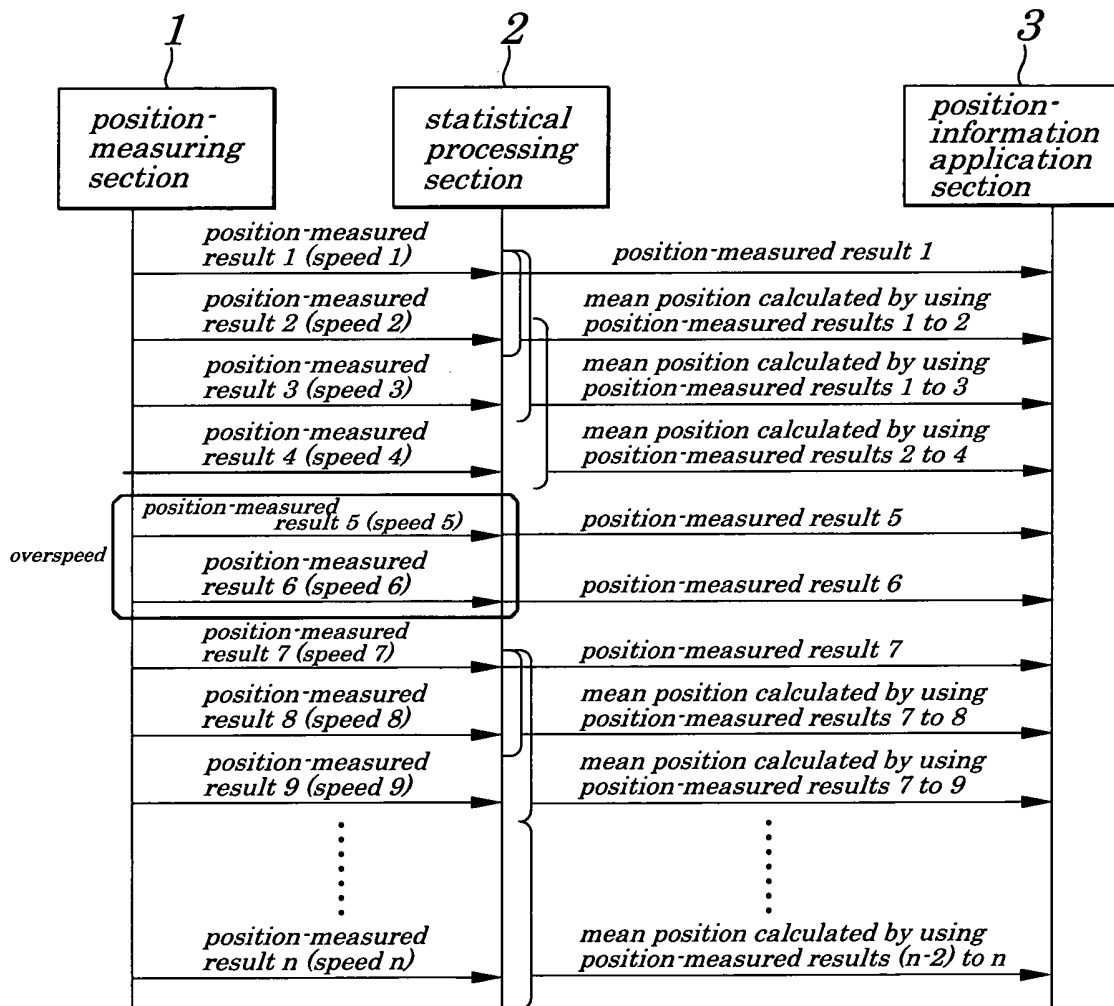 1
2
3
position-
measuring
section
statistical
processing
section
position-
information
application
section
position-measured
result 1 (speed 1)
position-measured result 1
position-measured
result 2 (speed 2)
mean position calculated by using
position-measured results 1 to 2
position-measured
result 3 (speed 3)
mean position calculated by using
position-measured results 1 to 3
position-measured
result 4 (speed 4)
mean position calculated by using
position-measured results 2 to 4
overspeed
position-measured
result 5 (speed 5)
position-measured result 5
position-measured
result 6 (speed 6)
position-measured result 6
position-measured
result 7 (speed 7)
position-measured result 7
position-measured
result 8 (speed 8)
mean position calculated by using
position-measured results 7 to 8
position-measured
result 9 (speed 9)
mean position calculated by using
position-measured results 7 to 9
position-measured
result n (speed n)
mean position calculated by using
position-measured results (n-2) to n